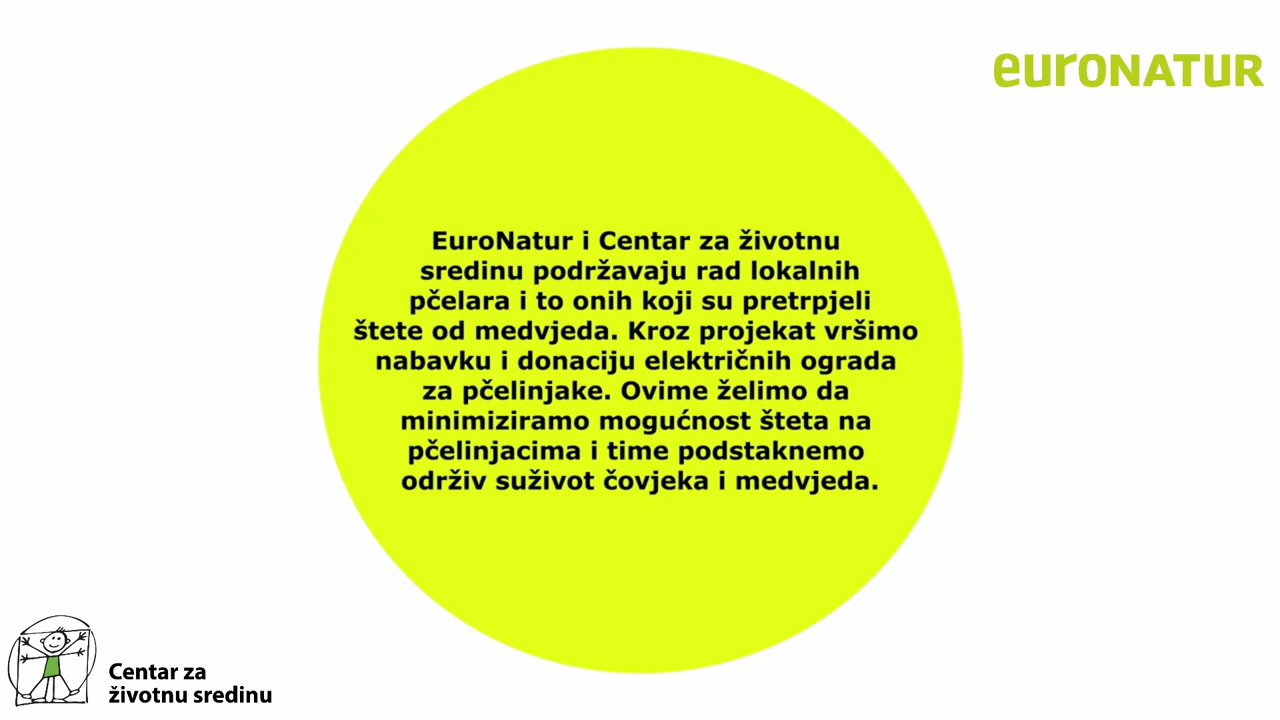 euroNATUR
EuroNatur i Centar za životnu
sredinu podržavaju rad lokalnih
pčelara i to onih koji su pretrpjeli
štete od medvjeda. Kroz projekat vršimo
nabavku i donaciju električnih ograda
za pčelinjake. Ovime želimo da
minimiziramo mogućnost šteta na
pčelinjacima i time podstaknemo
održiv suživot čovjeka i medvjeda.
Centar za
životnu sredinu